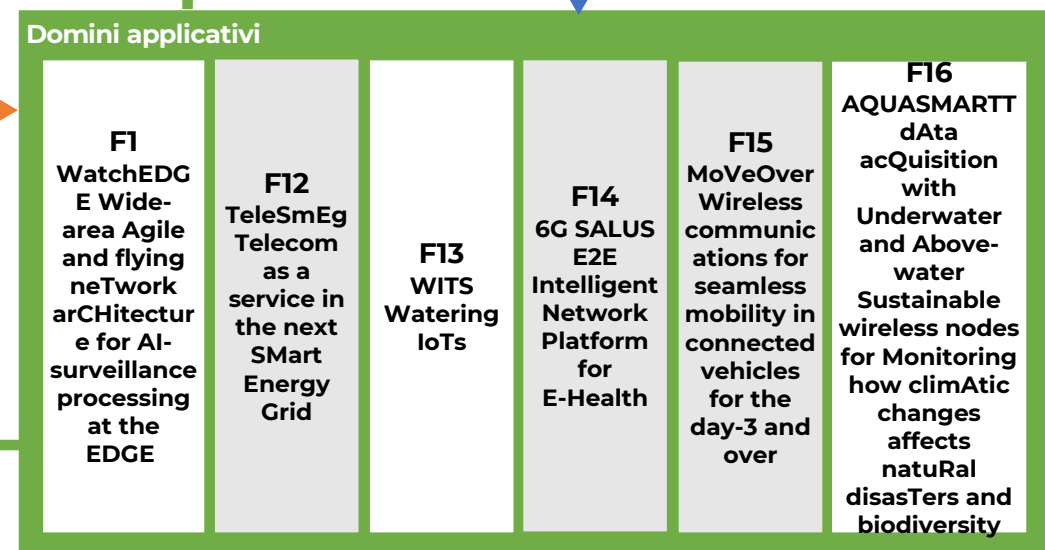 Domini applicativi
F1
WatchEDG
E Wide-
area Agile
and flying
neTwork
arCHitectur
e for AI-
surveillance
processing
at the
EDGE
F12
TeleSmEg
Telecom
as a
service in
the next
SMart
Energy
Grid
F13
WITS
Watering
IoTs
F14
6G SALUS
E2E
Intelligent
Network
Platform
for
E-Health
F15
MoVeOver
Wireless
communic
ations for
seamless
mobility in
connected
vehicles
for the
day-3 and
over
F16
AQUASMARTT
dAta
acQuisition
with
Underwater
and Above-
water
Sustainable
wireless nodes
for Monitoring
how climAtic
changes
affects
natuRal
disasTers and
biodiversity